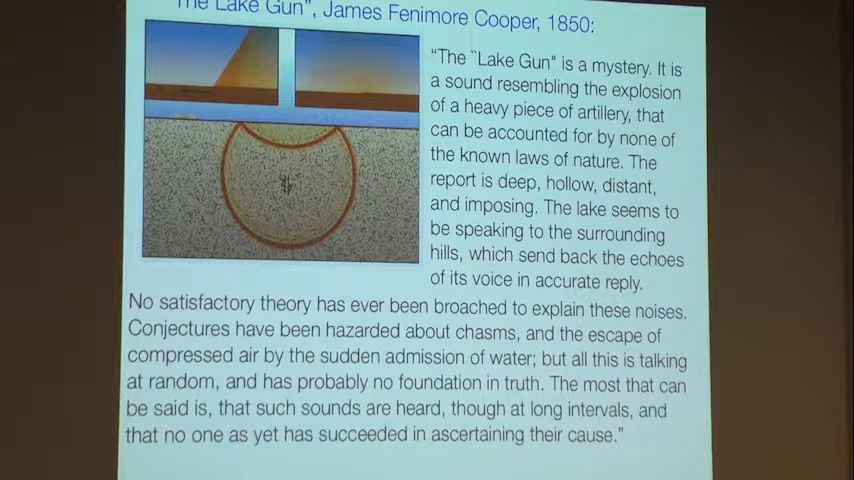 The Lake Gun", James Fenimore Cooper, 1850:
"The ``Lake Gun" is a mystery. It is
a sound resembling the explosion
of a heavy piece of artillery, that
can be accounted for by none of
the known laws of nature. The
report is deep, hollow, distant,
and imposing. The lake seems to
be speaking to the surrounding
hills, which send back the echoes
of its voice in accurate reply.
No satisfactory theory has ever been broached to explain these noises.
Conjectures have been hazarded about chasms, and the escape of
compressed air by the sudden admission of water; but all this is talking
at random, and has probably no foundation in truth. The most that can
be said is, that such sounds are heard, though at long intervals, and
that no one as yet has succeeded in ascertaining their cause."